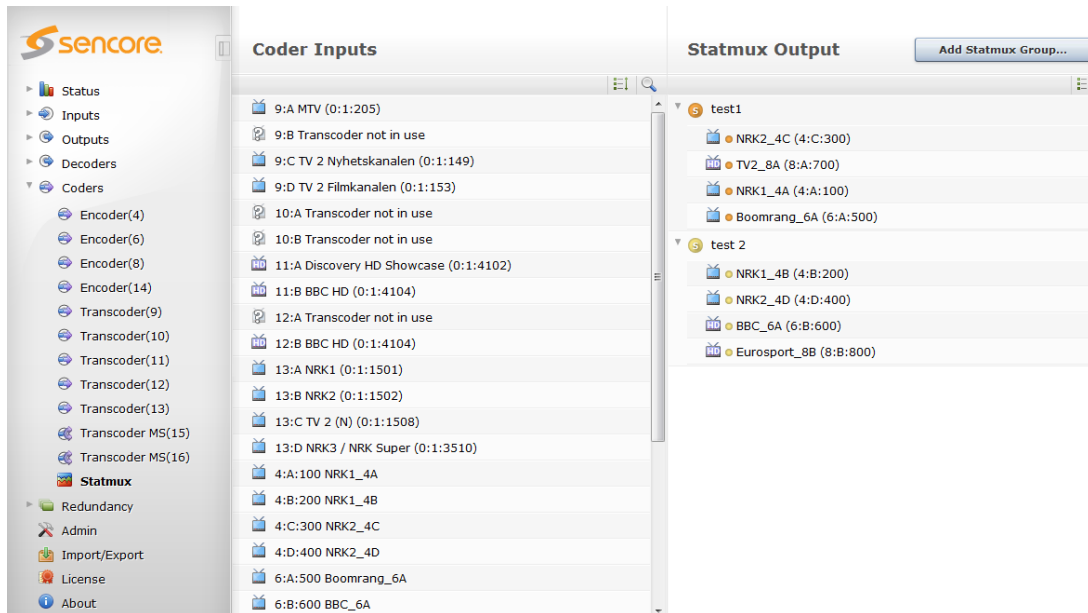 sencore
Status
Inputs
Outputs
Decoders
Coders
Encoder(4)
Encoder(6)
Encoder(8)
Encoder(14)
Transcoder(9)
Transcoder(10)
Transcoder(11)
Transcoder(12)
Transcoder(13)
Transcoder MS(15)
Transcoder MS(16)
Statmux
Redundancy
Admin
Import/Export
License
About
Coder Inputs
9:A MTV (0:1:205)
9:B Transcoder not in use
9:C TV 2 Nyhetskanalen (0:1:149)
9:D TV 2 Filmkanalen (0:1:153)
10:A Transcoder not in use
10:B Transcoder not in use
HD 11:A Discovery HD Showcase (0:1:4102)
HD 11:B BBC HD (0:1:4104)
12:A Transcoder not in use
HD 12:B BBC HD (0:1:4104)
13:A NRK1 (0:1:1501)
13:B NRK2 (0:1:1502)
13:C TV 2 (N) (0:1:1508)
13:D NRK3 / NRK Super (0:1:3510)
4:A:100 NRK1_4A
4:B:200 NRK1_4B
4:C:300 NRK2_4C
4:D:400 NRK2_4D
6:A:500 Boomrang_6A
6:B:600 BBC_6A
Statmux Output
Add Statmux Group...
S test1
NRK2_4C (4:C:300)
HD TV2_8A (8:A:700)
NRK1_4A (4:A:100)
Boomrang_6A (6:A:500)
S test 2
NRK1_4B (4:B:200)
NRK2_4D (4:D:400)
HD BBC_6A (6:B:600)
HD Eurosport_8B (8:B:800)